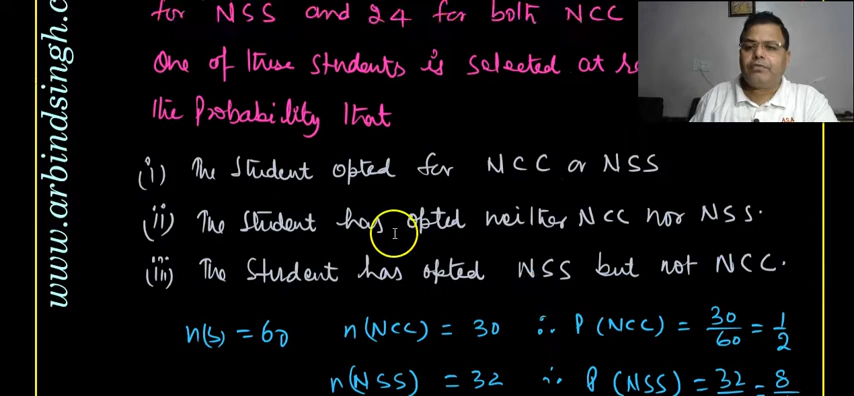 for NSS and 24 for both NCC
One of these students is selected at
the Probability that
(i) The Student opted for NCC or NSS
(ii) The Student has opted neither NCC nor NSS.
(iii) The Student has opted NSS but not NCC.
n(s) = 60 n(NCC) = 30 ∴ P(NCC) = 30/60 = 1/2
n(NSS) = 32 ∴ P(NSS) = 32 = 8
www.arbindsingh.c
ASA